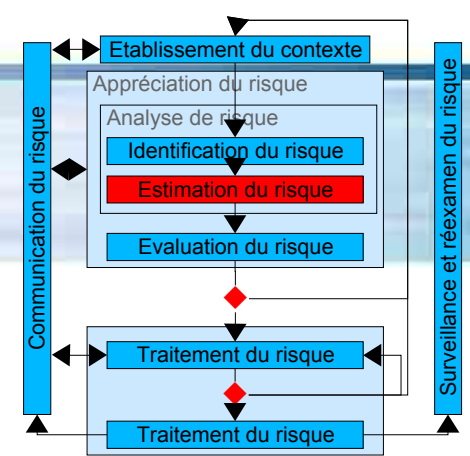 Etablissement du contexte
Appréciation du risque
Analyse de risque
Identification du risque
Estimation du risque
Evaluation du risque
Traitement du risque
Traitement du risque
Communication du risque
Surveillance et réexamen du risque